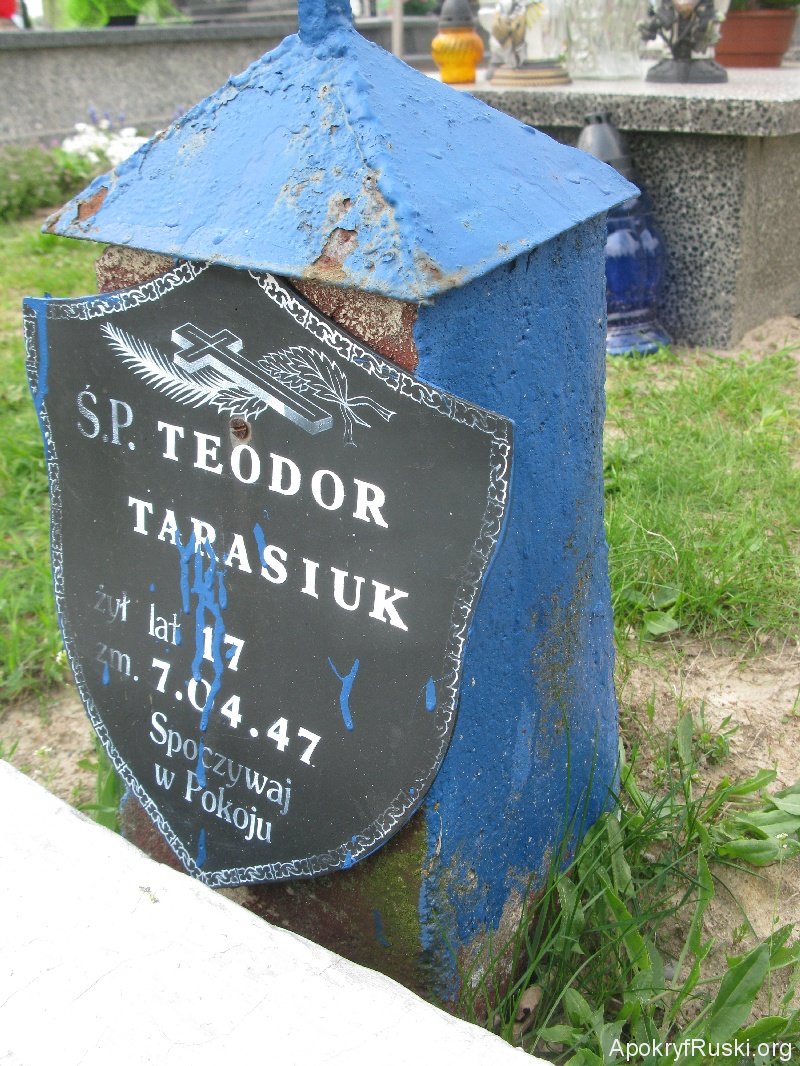 Ś.P. TEODOR
TARASIUK
żył lat 17
zm. 7.04.47
Spoczywaj
w Pokoju
ApokryfRuski.org